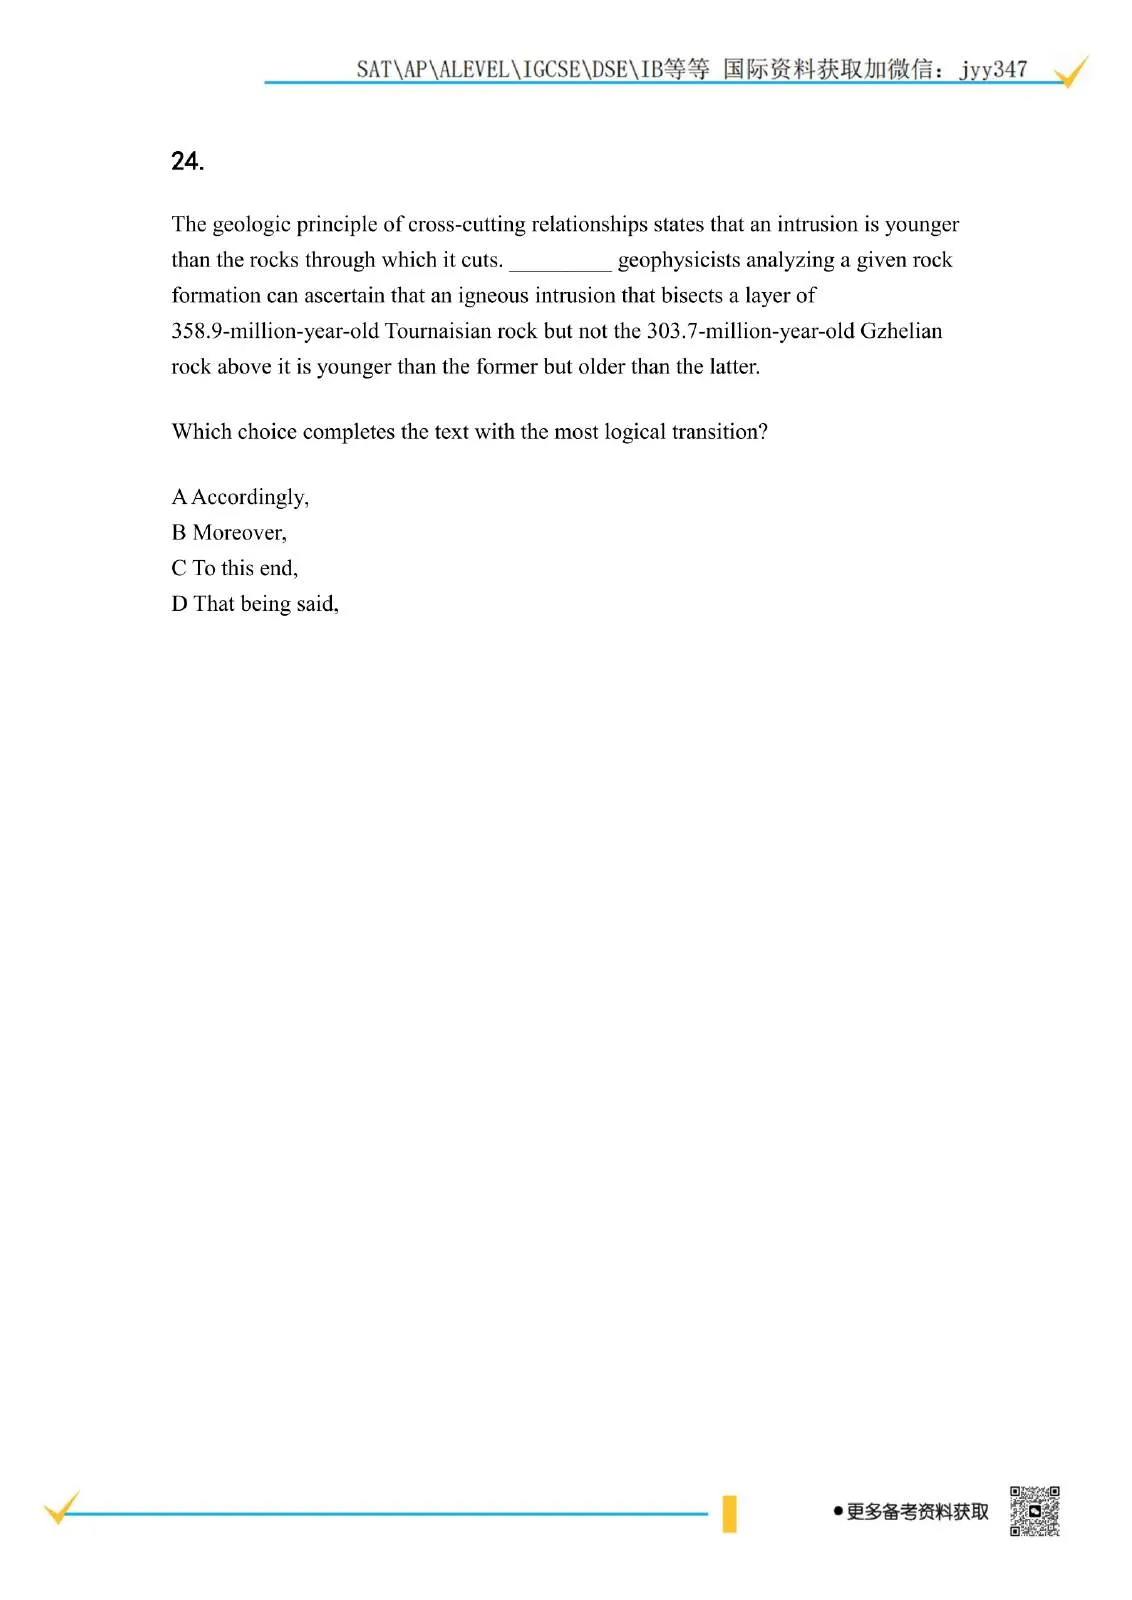 SAT\AP\ALEVEL\IGCSE\DSE\IB等等 国际资料获取加微信：jyy347
24.
The geologic principle of cross-cutting relationships states that an intrusion is younger
than the rocks through which it cuts. _________ geophysicists analyzing a given rock
formation can ascertain that an igneous intrusion that bisects a layer of
358.9-million-year-old Tournaisian rock but not the 303.7-million-year-old Gzhelian
rock above it is younger than the former but older than the latter.
Which choice completes the text with the most logical transition?
A Accordingly,
B Moreover,
C To this end,
D That being said,
●更多备考资料获取